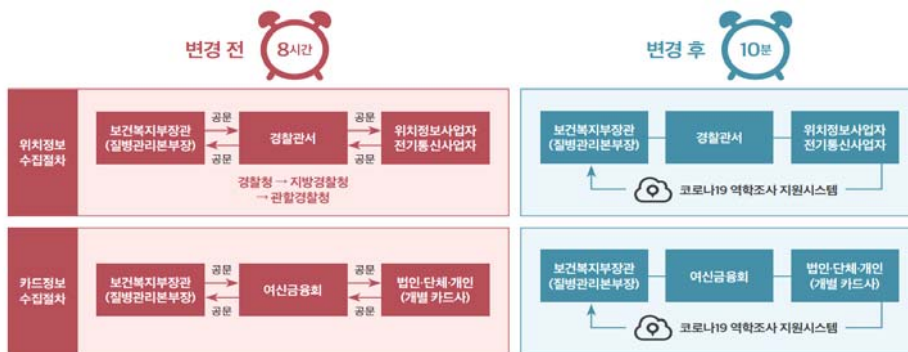 변경 전
8시간
변경 후
10분
위치정보
수집절차
보건복지부장관
(질병관리본부장)
공문
공문
경찰관서
공문
공문
위치정보사업자
전기통신사업자
경찰청 → 지방경찰청
→ 관할경찰청
보건복지부장관
(질병관리본부장)
경찰관서
위치정보사업자
전기통신사업자
코로나19 역학조사 지원시스템
카드정보
수집절차
보건복지부장관
(질병관리본부장)
공문
공문
여신금융회
공문
공문
법인·단체·개인
(개별 카드사)
보건복지부장관
(질병관리본부장)
여신금융회
법인·단체·개인
(개별 카드사)
코로나19 역학조사 지원시스템